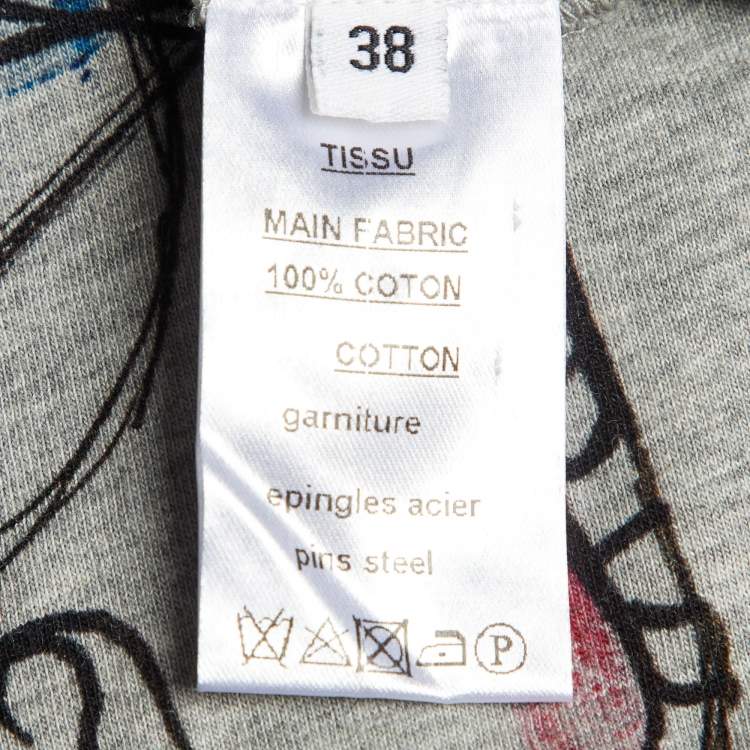 38
TISSU
MAIN FABRIC
100% COTON
COTTON
garniture
epingles acier
pins steel
P